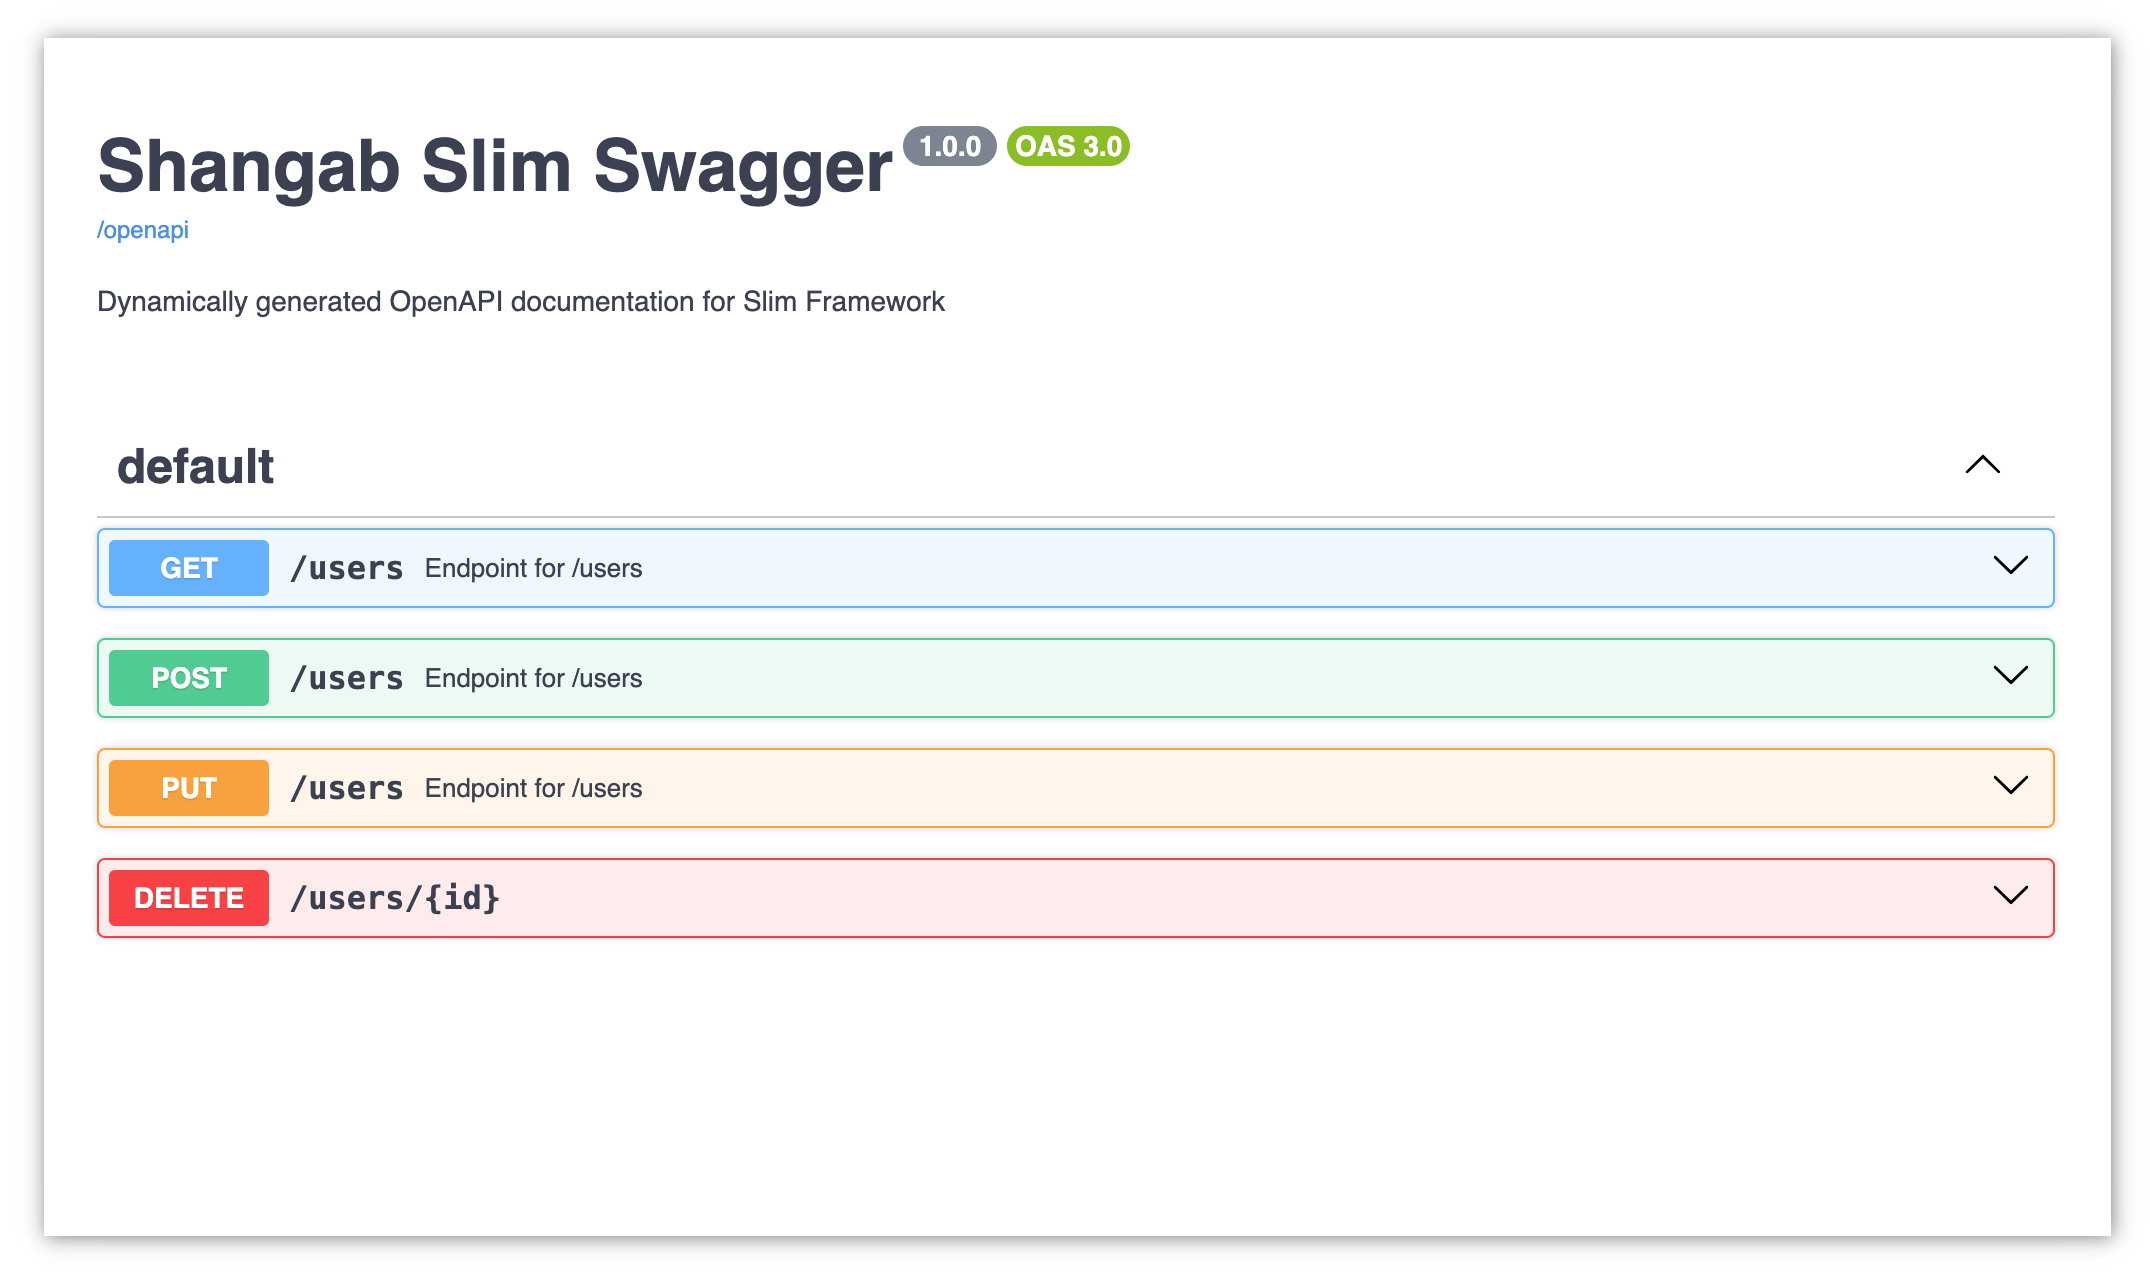 Shangab Slim Swagger 1.0.0 OAS 3.0
/openapi
Dynamically generated OpenAPI documentation for Slim Framework
default
GET /users Endpoint for /users
POST /users Endpoint for /users
PUT /users Endpoint for /users
DELETE /users/{id}